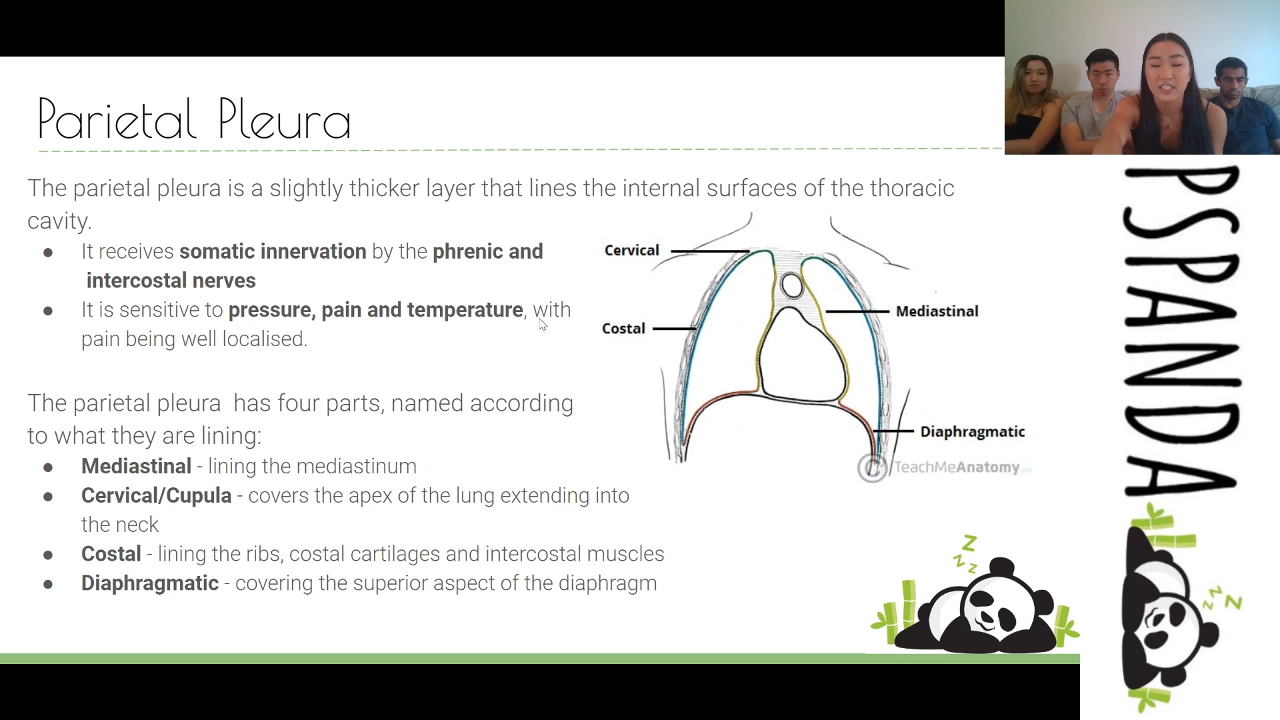 Parietal Pleura
The parietal pleura is a slightly thicker layer that lines the internal surfaces of the thoracic
cavity.
● It receives somatic innervation by the phrenic and
intercostal nerves
● It is sensitive to pressure, pain and temperature, with
pain being well localised.
The parietal pleura has four parts, named according
to what they are lining:
● Mediastinal - lining the mediastinum
● Cervical/Cupula - covers the apex of the lung extending into
the neck
● Costal - lining the ribs, costal cartilages and intercostal muscles
● Diaphragmatic - covering the superior aspect of the diaphragm
Cervical
Costal
Mediastinal
Diaphragmatic
© TeachMeAnatomy
z
z
z
PSPANDA
z
z
z